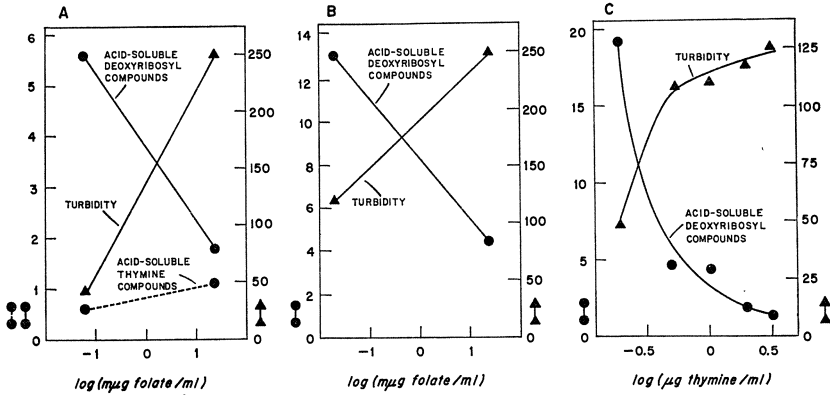 A
6
5
4
3
2
1
0
250
200
150
100
50
0
-1
0
1
ACID-SOLUBLE
DEOXYRIBOSYL
COMPOUNDS
TURBIDITY
ACID-SOLUBLE
THYMINE
COMPOUNDS
log (mμg folate/ml)
B
14
12
10
8
6
4
2
0
250
200
150
100
50
0
-1
0
1
ACID-SOLUBLE
DEOXYRIBOSYL
COMPOUNDS
TURBIDITY
log (mμg folate/ml)
C
20
15
10
5
0
125
100
75
50
25
0
-0.5
0
0.5
TURBIDITY
ACID-SOLUBLE
DEOXYRIBOSYL
COMPOUNDS
log (μg thymine/ml)